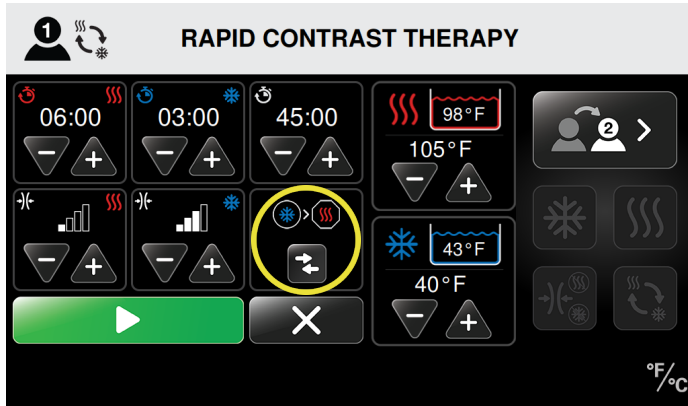 1
RAPID CONTRAST THERAPY
06:00
03:00
45:00
98°F
105°F
2
43°F
40°F
°F/°C